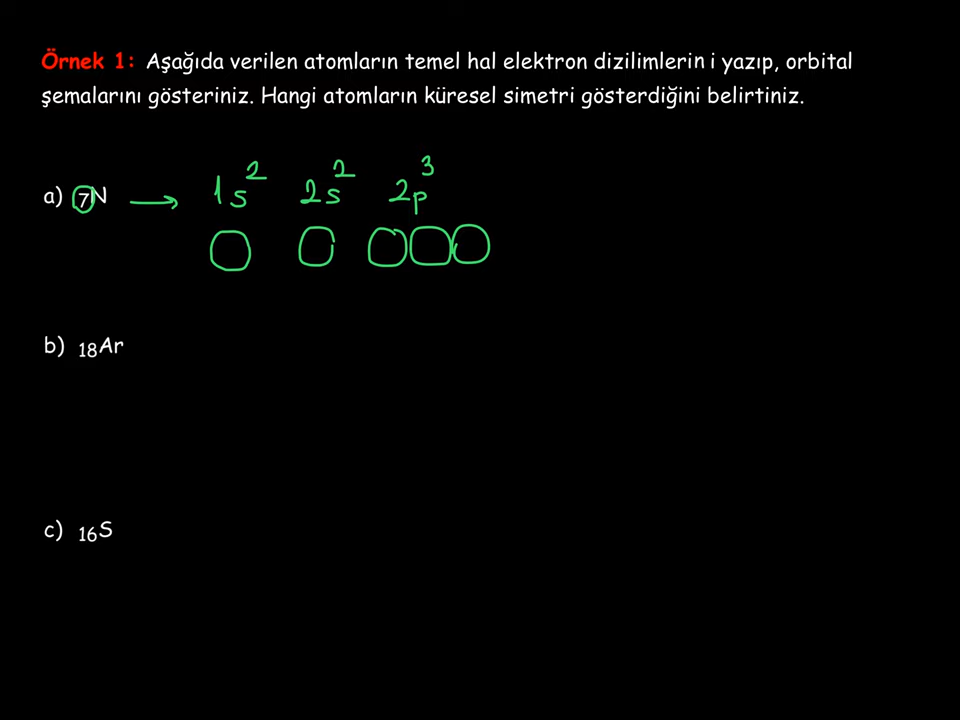 Örnek 1: Aşağıda verilen atomların temel hal elektron dizilimlerin i yazıp, orbital
şemalarını gösteriniz. Hangi atomların küresel simetri gösterdiğini belirtiniz.
a) ₇N → 1s² 2s² 2p³
b) ₁₈Ar
c) ₁₆S